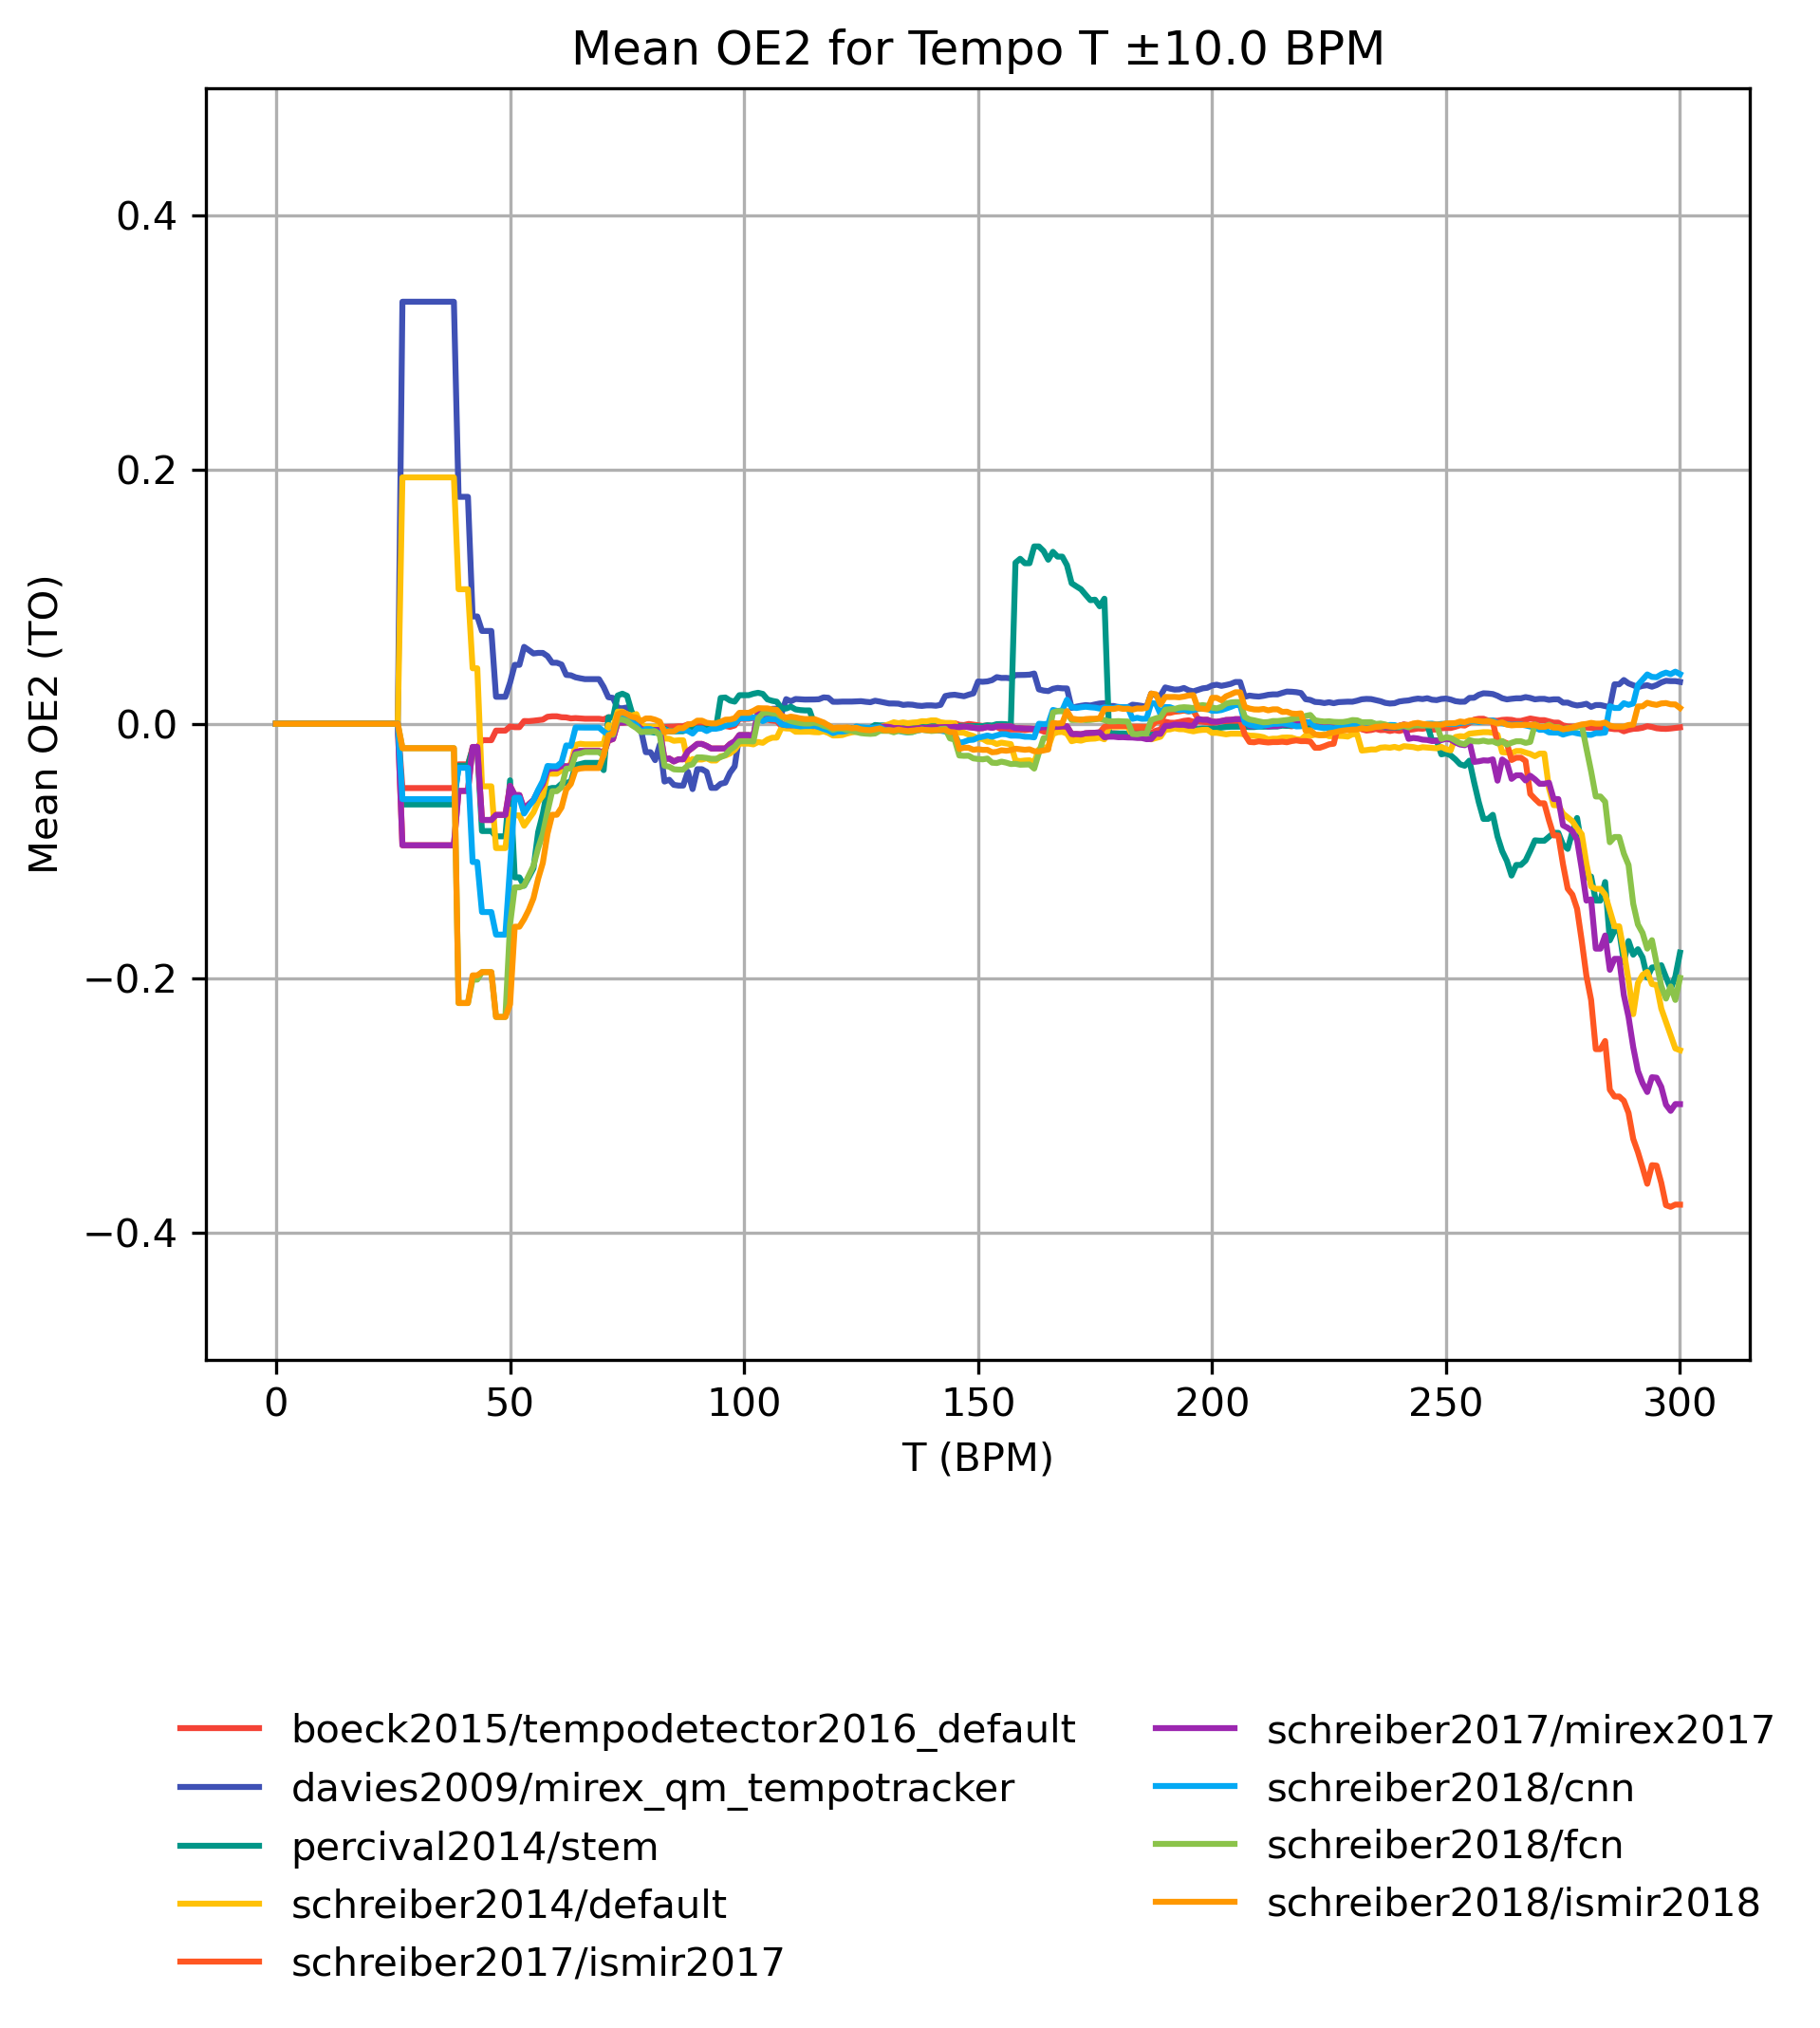 Mean OE2 for Tempo T ±10.0 BPM
Mean OE2 (TO)
0.4
0.2
0.0
−0.2
−0.4
0 50 100 150 200 250 300
T (BPM)
boeck2015/tempodetector2016_default
davies2009/mirex_qm_tempotracker
percival2014/stem
schreiber2014/default
schreiber2017/ismir2017
schreiber2017/mirex2017
schreiber2018/cnn
schreiber2018/fcn
schreiber2018/ismir2018